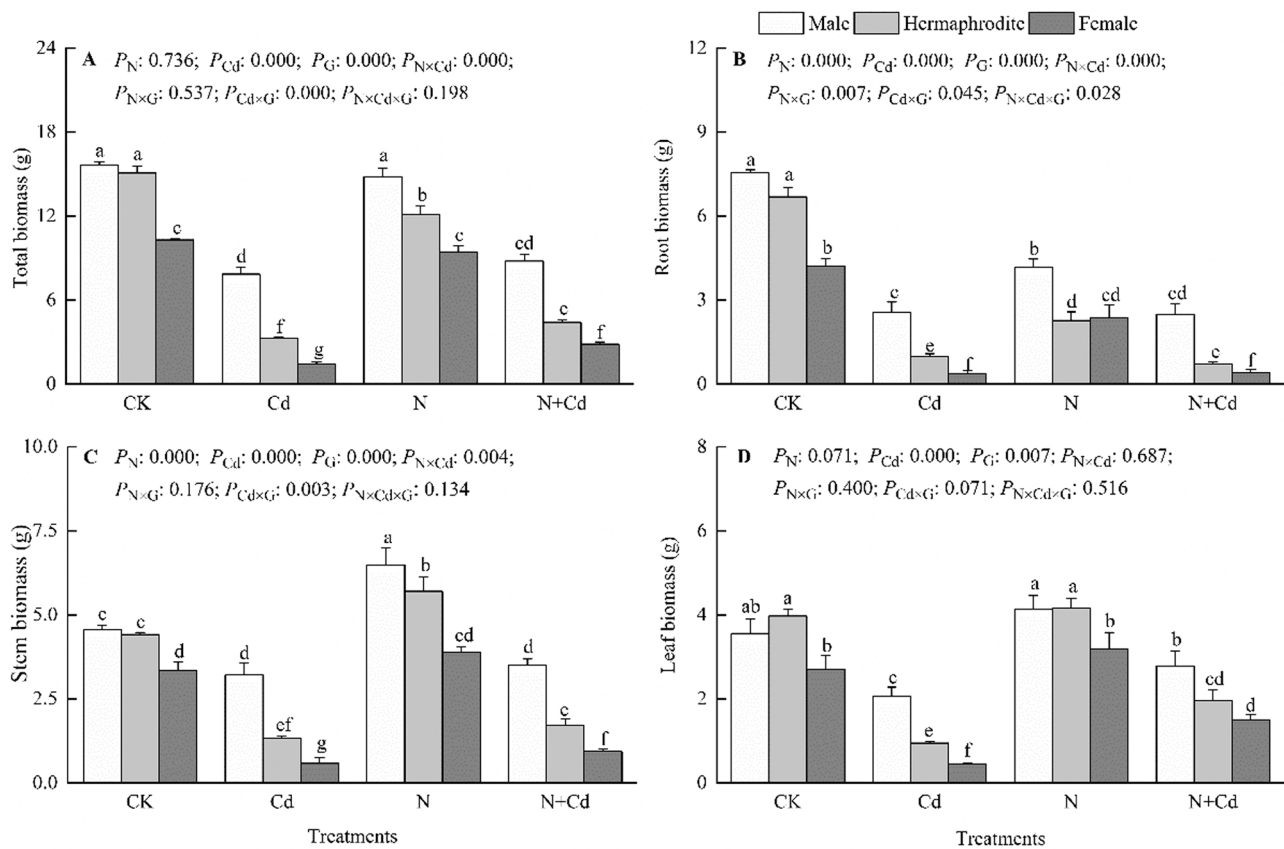 Male Hermaphrodite Female
A P_N: 0.736; P_Cd: 0.000; P_G: 0.000; P_N×Cd: 0.000;
P_N×G: 0.537; P_Cd×G: 0.000; P_N×Cd×G: 0.198
Total biomass (g)
24
18
12
6
0
a a c
d f g
a b c
cd e f
CK Cd N N+Cd
B P_N: 0.000; P_Cd: 0.000; P_G: 0.000; P_N×Cd: 0.000;
P_N×G: 0.007; P_Cd×G: 0.045; P_N×Cd×G: 0.028
Root biomass (g)
12
9
6
3
0
a a b
c e f
b d cd
cd e f
CK Cd N N+Cd
C P_N: 0.000; P_Cd: 0.000; P_G: 0.000; P_N×Cd: 0.004;
P_N×G: 0.176; P_Cd×G: 0.003; P_N×Cd×G: 0.134
Stem biomass (g)
10.0
7.5
5.0
2.5
0.0
c c d
d ef g
a b cd
d e f
CK Cd N N+Cd
Treatments
D P_N: 0.071; P_Cd: 0.000; P_G: 0.007; P_N×Cd: 0.687;
P_N×G: 0.400; P_Cd×G: 0.071; P_N×Cd×G: 0.516
Leaf biomass (g)
8
6
4
2
0
ab a b
c e f
a a b
b cd d
CK Cd N N+Cd
Treatments